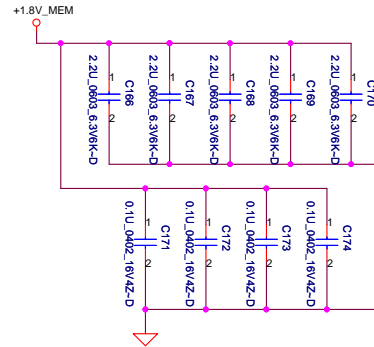 +1.8V_MEM
1
2
2.2U_0603_6.3V6K~D
C166
1
2
2.2U_0603_6.3V6K~D
C167
1
2
2.2U_0603_6.3V6K~D
C168
1
2
2.2U_0603_6.3V6K~D
C169
1
2
2.2U_0603_6.3V6K~D
C170
1
2
0.1U_0402_16V4Z~D
C171
1
2
0.1U_0402_16V4Z~D
C172
1
2
0.1U_0402_16V4Z~D
C173
1
2
0.1U_0402_16V4Z~D
C174